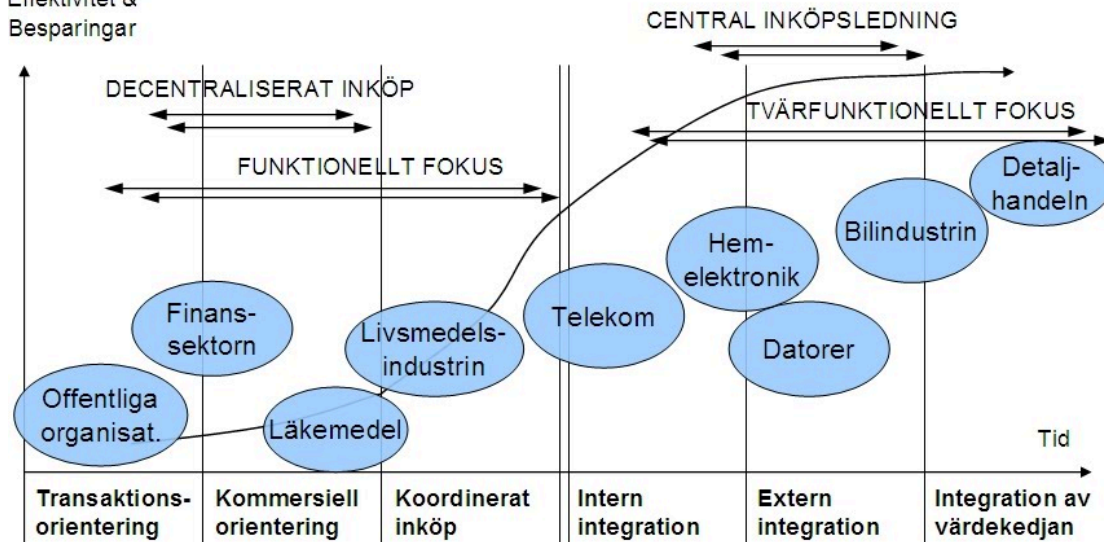 Effektivitet &
Besparingar
CENTRAL INKÖPSLEDNING
DECENTRALISERAT INKÖP
TVÄRFUNKTIONELLT FOKUS
FUNKTIONELLT FOKUS
Detalj-
handeln
Bilindustrin
Hem-
elektronik
Telekom
Finans-
sektorn
Livsmedels-
industrin
Datorer
Offentliga
organisat.
Läkemedel
Tid
Transaktions-
orientering
Kommersiell
orientering
Koordinerat
inköp
Intern
integration
Extern
integration
Integration av
värdekedjan